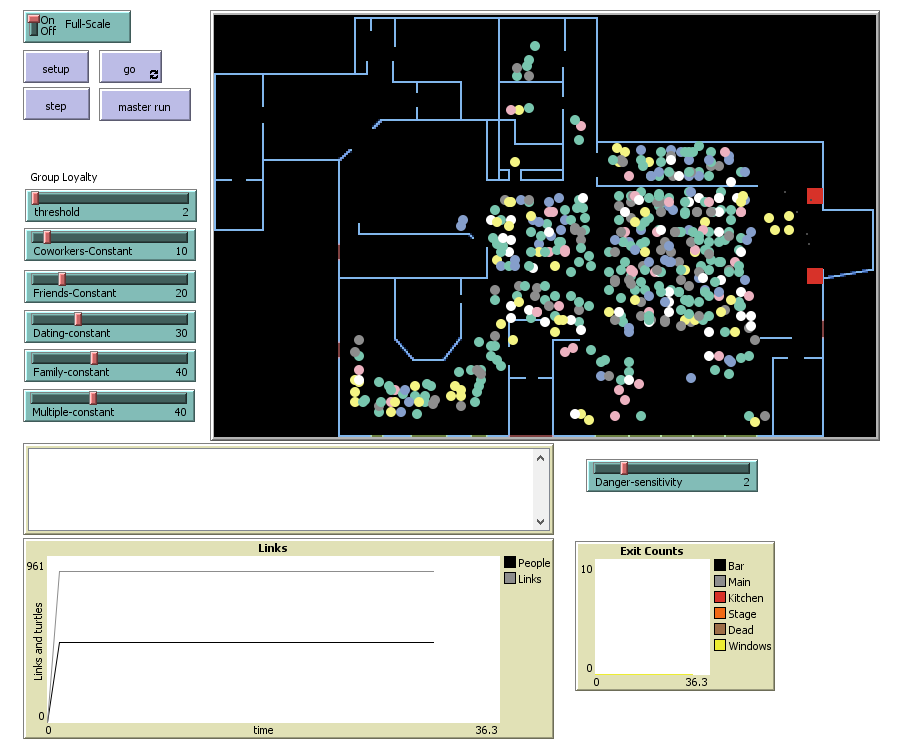 On
Off
Full-Scale
setup
go
step
master run
Group Loyalty
threshold 2
Coworkers-Constant 10
Friends-Constant 20
Dating-constant 30
Family-constant 40
Multiple-constant 40
Danger-sensitivity 2
Links
961
Links and turtles
0
0
time
36.3
People
Links
Exit Counts
10
0
0
36.3
Bar
Main
Kitchen
Stage
Dead
Windows